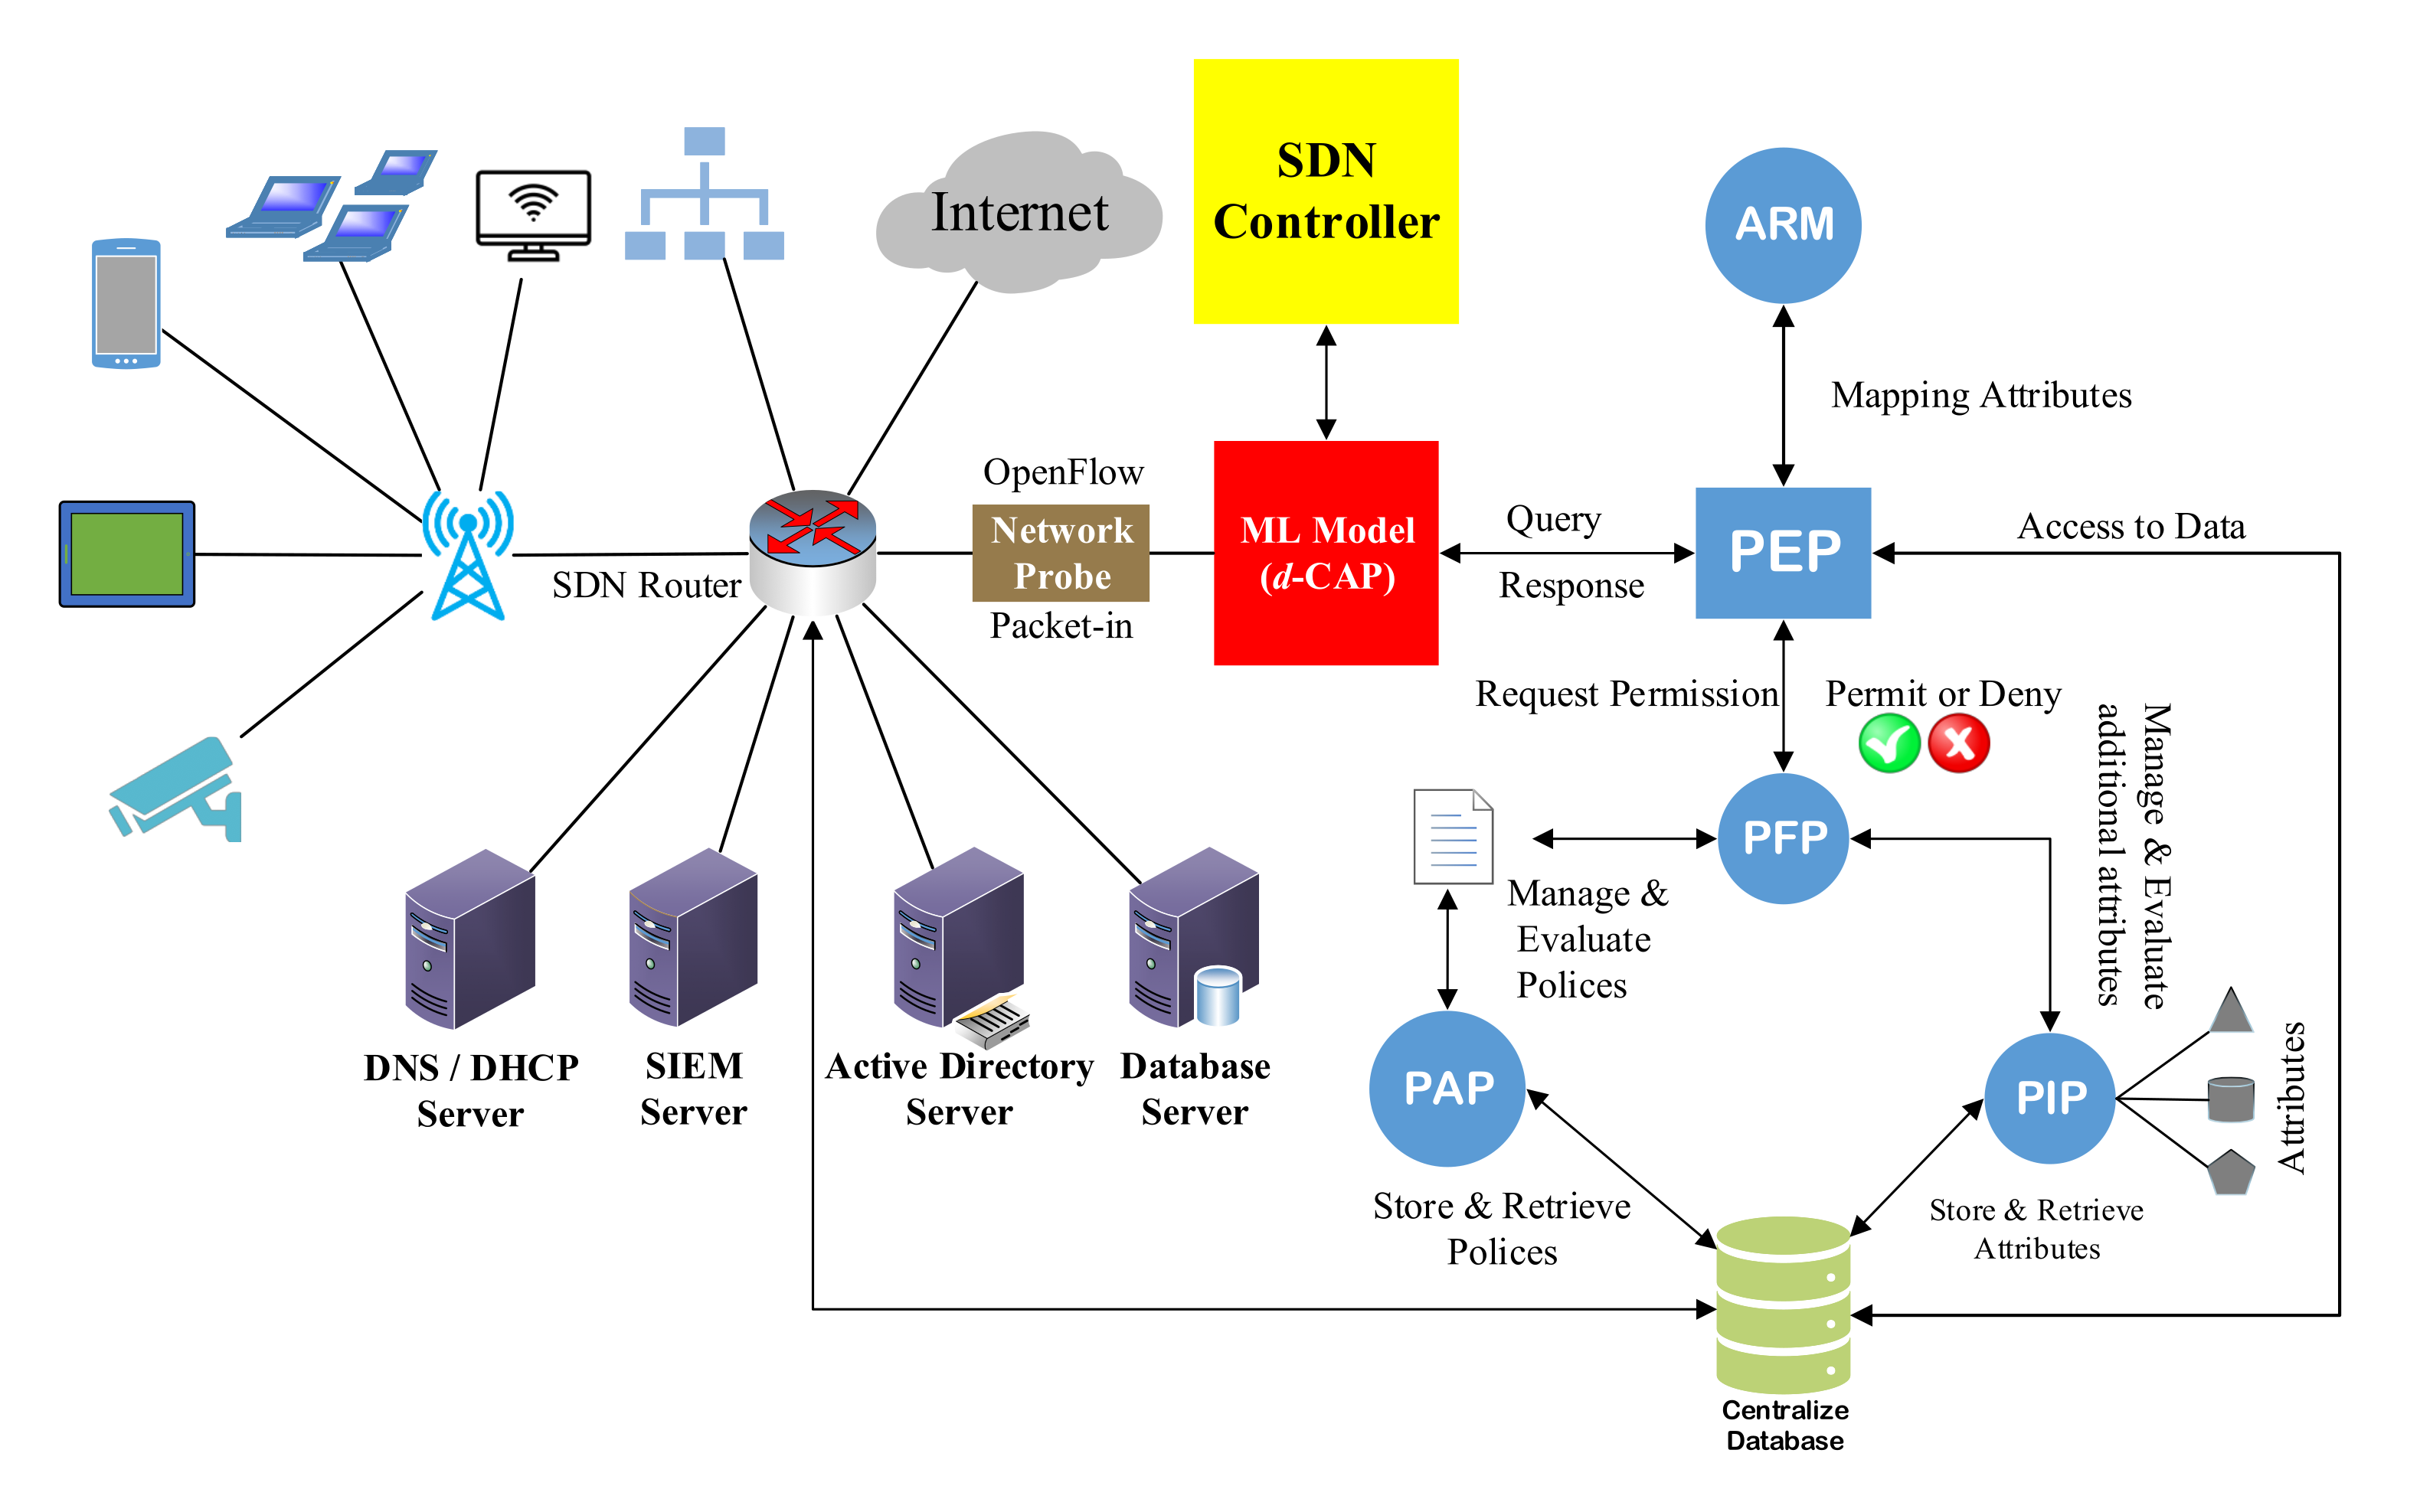 Internet
SDN
Controller
ARM
Mapping Attributes
OpenFlow
Network
Probe
Packet-in
SDN Router
ML Model
(d-CAP)
Query
Response
PEP
Access to Data
Request Permission
Permit or Deny
Manage & Evaluate
additional attributes
PFP
Manage &
Evaluate
Polices
PAP
PIP
Attributes
DNS / DHCP
Server
SIEM
Server
Active Directory
Server
Database
Server
Store & Retrieve
Polices
Store & Retrieve
Attributes
Centralize
Database